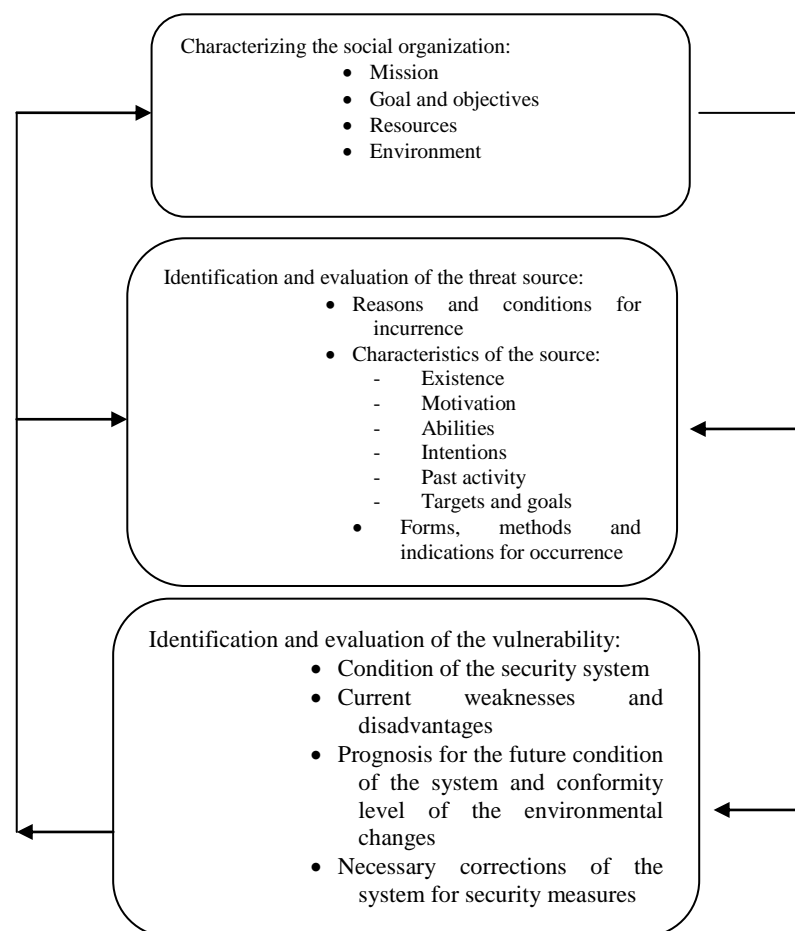 Characterizing the social organization:
• Mission
• Goal and objectives
• Resources
• Environment
Identification and evaluation of the threat source:
• Reasons and conditions for
incurrence
• Characteristics of the source:
- Existence
- Motivation
- Abilities
- Intentions
- Past activity
- Targets and goals
• Forms, methods and
indications for occurrence
Identification and evaluation of the vulnerability:
• Condition of the security system
• Current weaknesses and
disadvantages
• Prognosis for the future condition
of the system and conformity
level of the environmental
changes
• Necessary corrections of the
system for security measures